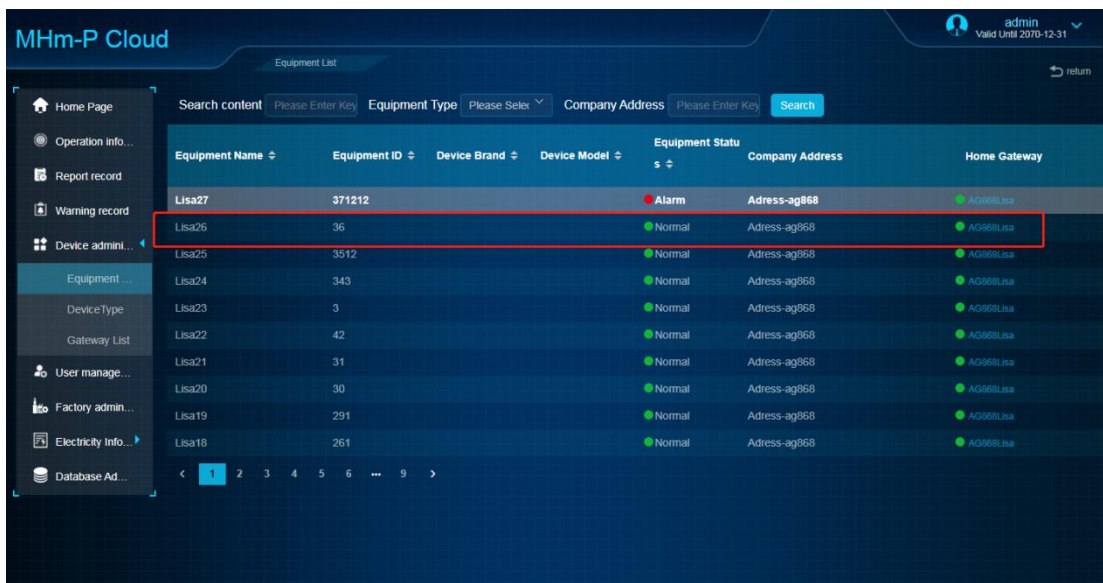 MHm-P Cloud
admin
Valid Until 2070-12-31
Equipment List
return
Home Page
Operation info...
Report record
Warning record
Device admini...
Equipment ...
DeviceType
Gateway List
User manage...
Factory admin...
Electricity Info...
Database Ad...
Search content Please Enter Key Equipment Type Please Selec Company Address Please Enter Key Search
Equipment Name Equipment ID Device Brand Device Model Equipment Statu
s Company Address Home Gateway
Lisa27 371212 Alarm Adress-ag868 AG868Lisa
Lisa26 36 Normal Adress-ag868 AG868Lisa
Lisa25 3512 Normal Adress-ag868 AG868Lisa
Lisa24 343 Normal Adress-ag868 AG868Lisa
Lisa23 3 Normal Adress-ag868 AG868Lisa
Lisa22 42 Normal Adress-ag868 AG868Lisa
Lisa21 31 Normal Adress-ag868 AG868Lisa
Lisa20 30 Normal Adress-ag868 AG868Lisa
Lisa19 291 Normal Adress-ag868 AG868Lisa
Lisa18 261 Normal Adress-ag868 AG868Lisa
< 1 2 3 4 5 6 ••• 9 >